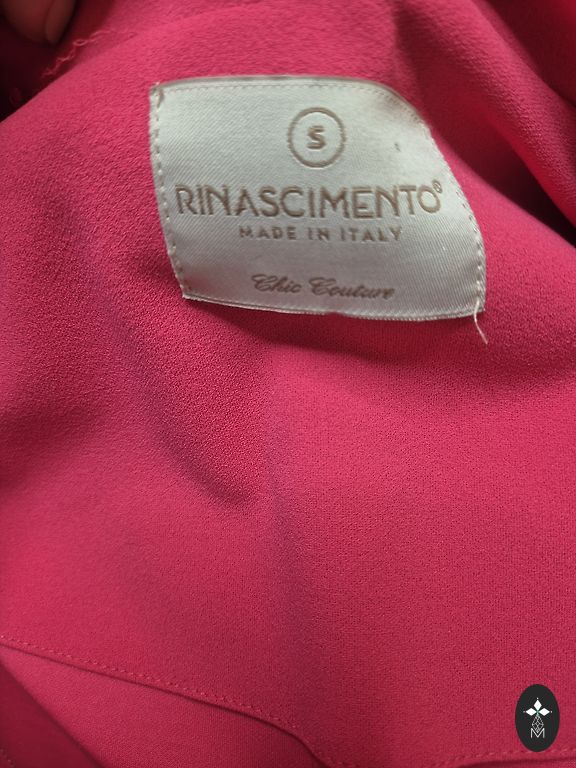 S
RINASCIMENTO®
MADE IN ITALY
Chic Couture
M